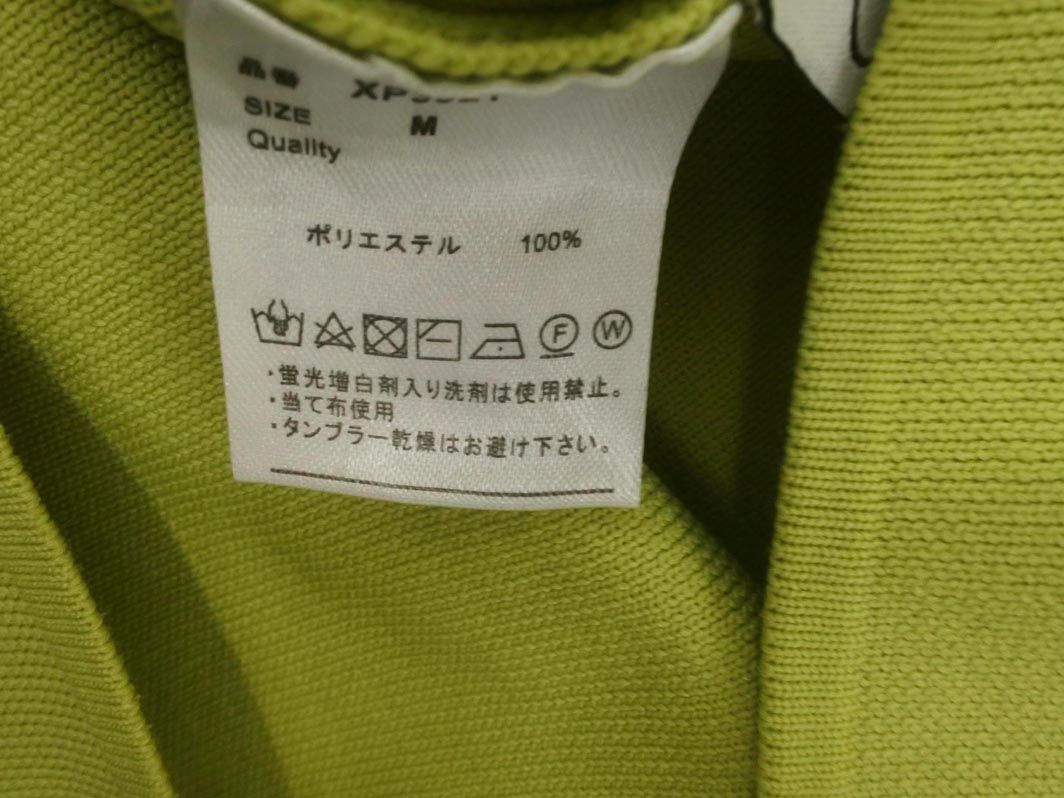 品番
SIZE M
Quality
ポリエステル 100%
F W
・蛍光増白剤入り洗剤は使用禁止。
・当て布使用
・タンブラー乾燥はお避け下さい。